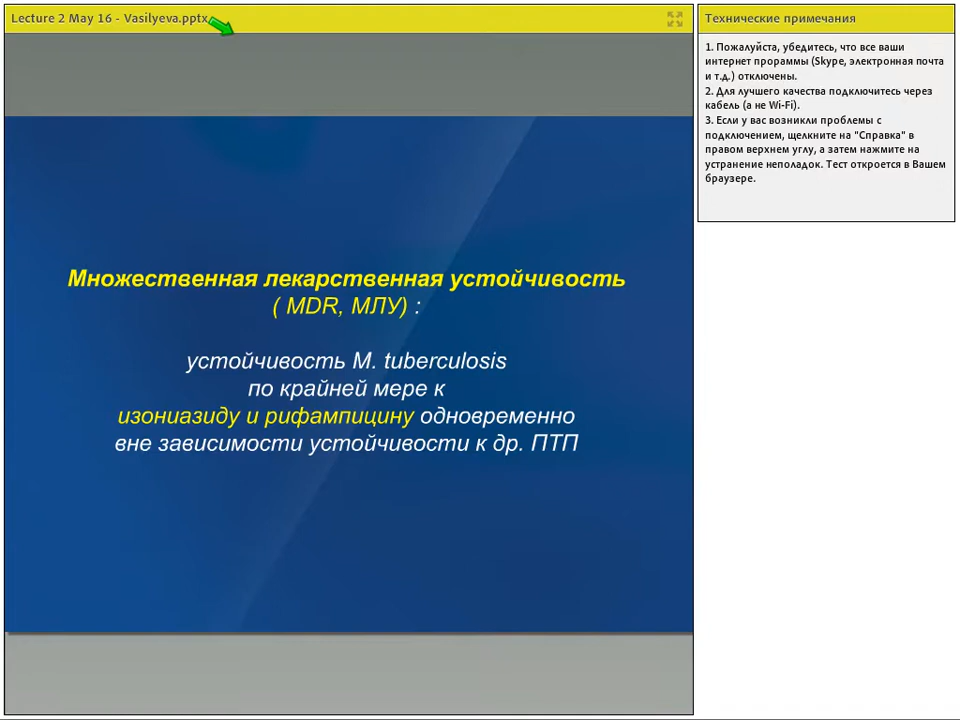 Lecture 2 May 16 - Vasilyeva.pptx
Множественная лекарственная устойчивость
( MDR, МЛУ) :
устойчивость M. tuberculosis
по крайней мере к
изониазиду и рифампицину одновременно
вне зависимости устойчивости к др. ПТП
Технические примечания
1. Пожалуйста, убедитесь, что все ваши
интернет прораммы (Skype, электронная почта
и т.д.) отключены.
2. Для лучшего качества подключитесь через
кабель (а не Wi-Fi).
3. Если у вас возникли проблемы с
подключением, щелкните на "Справка" в
правом верхнем углу, а затем нажмите на
устранение неполадок. Тест откроется в Вашем
браузере.